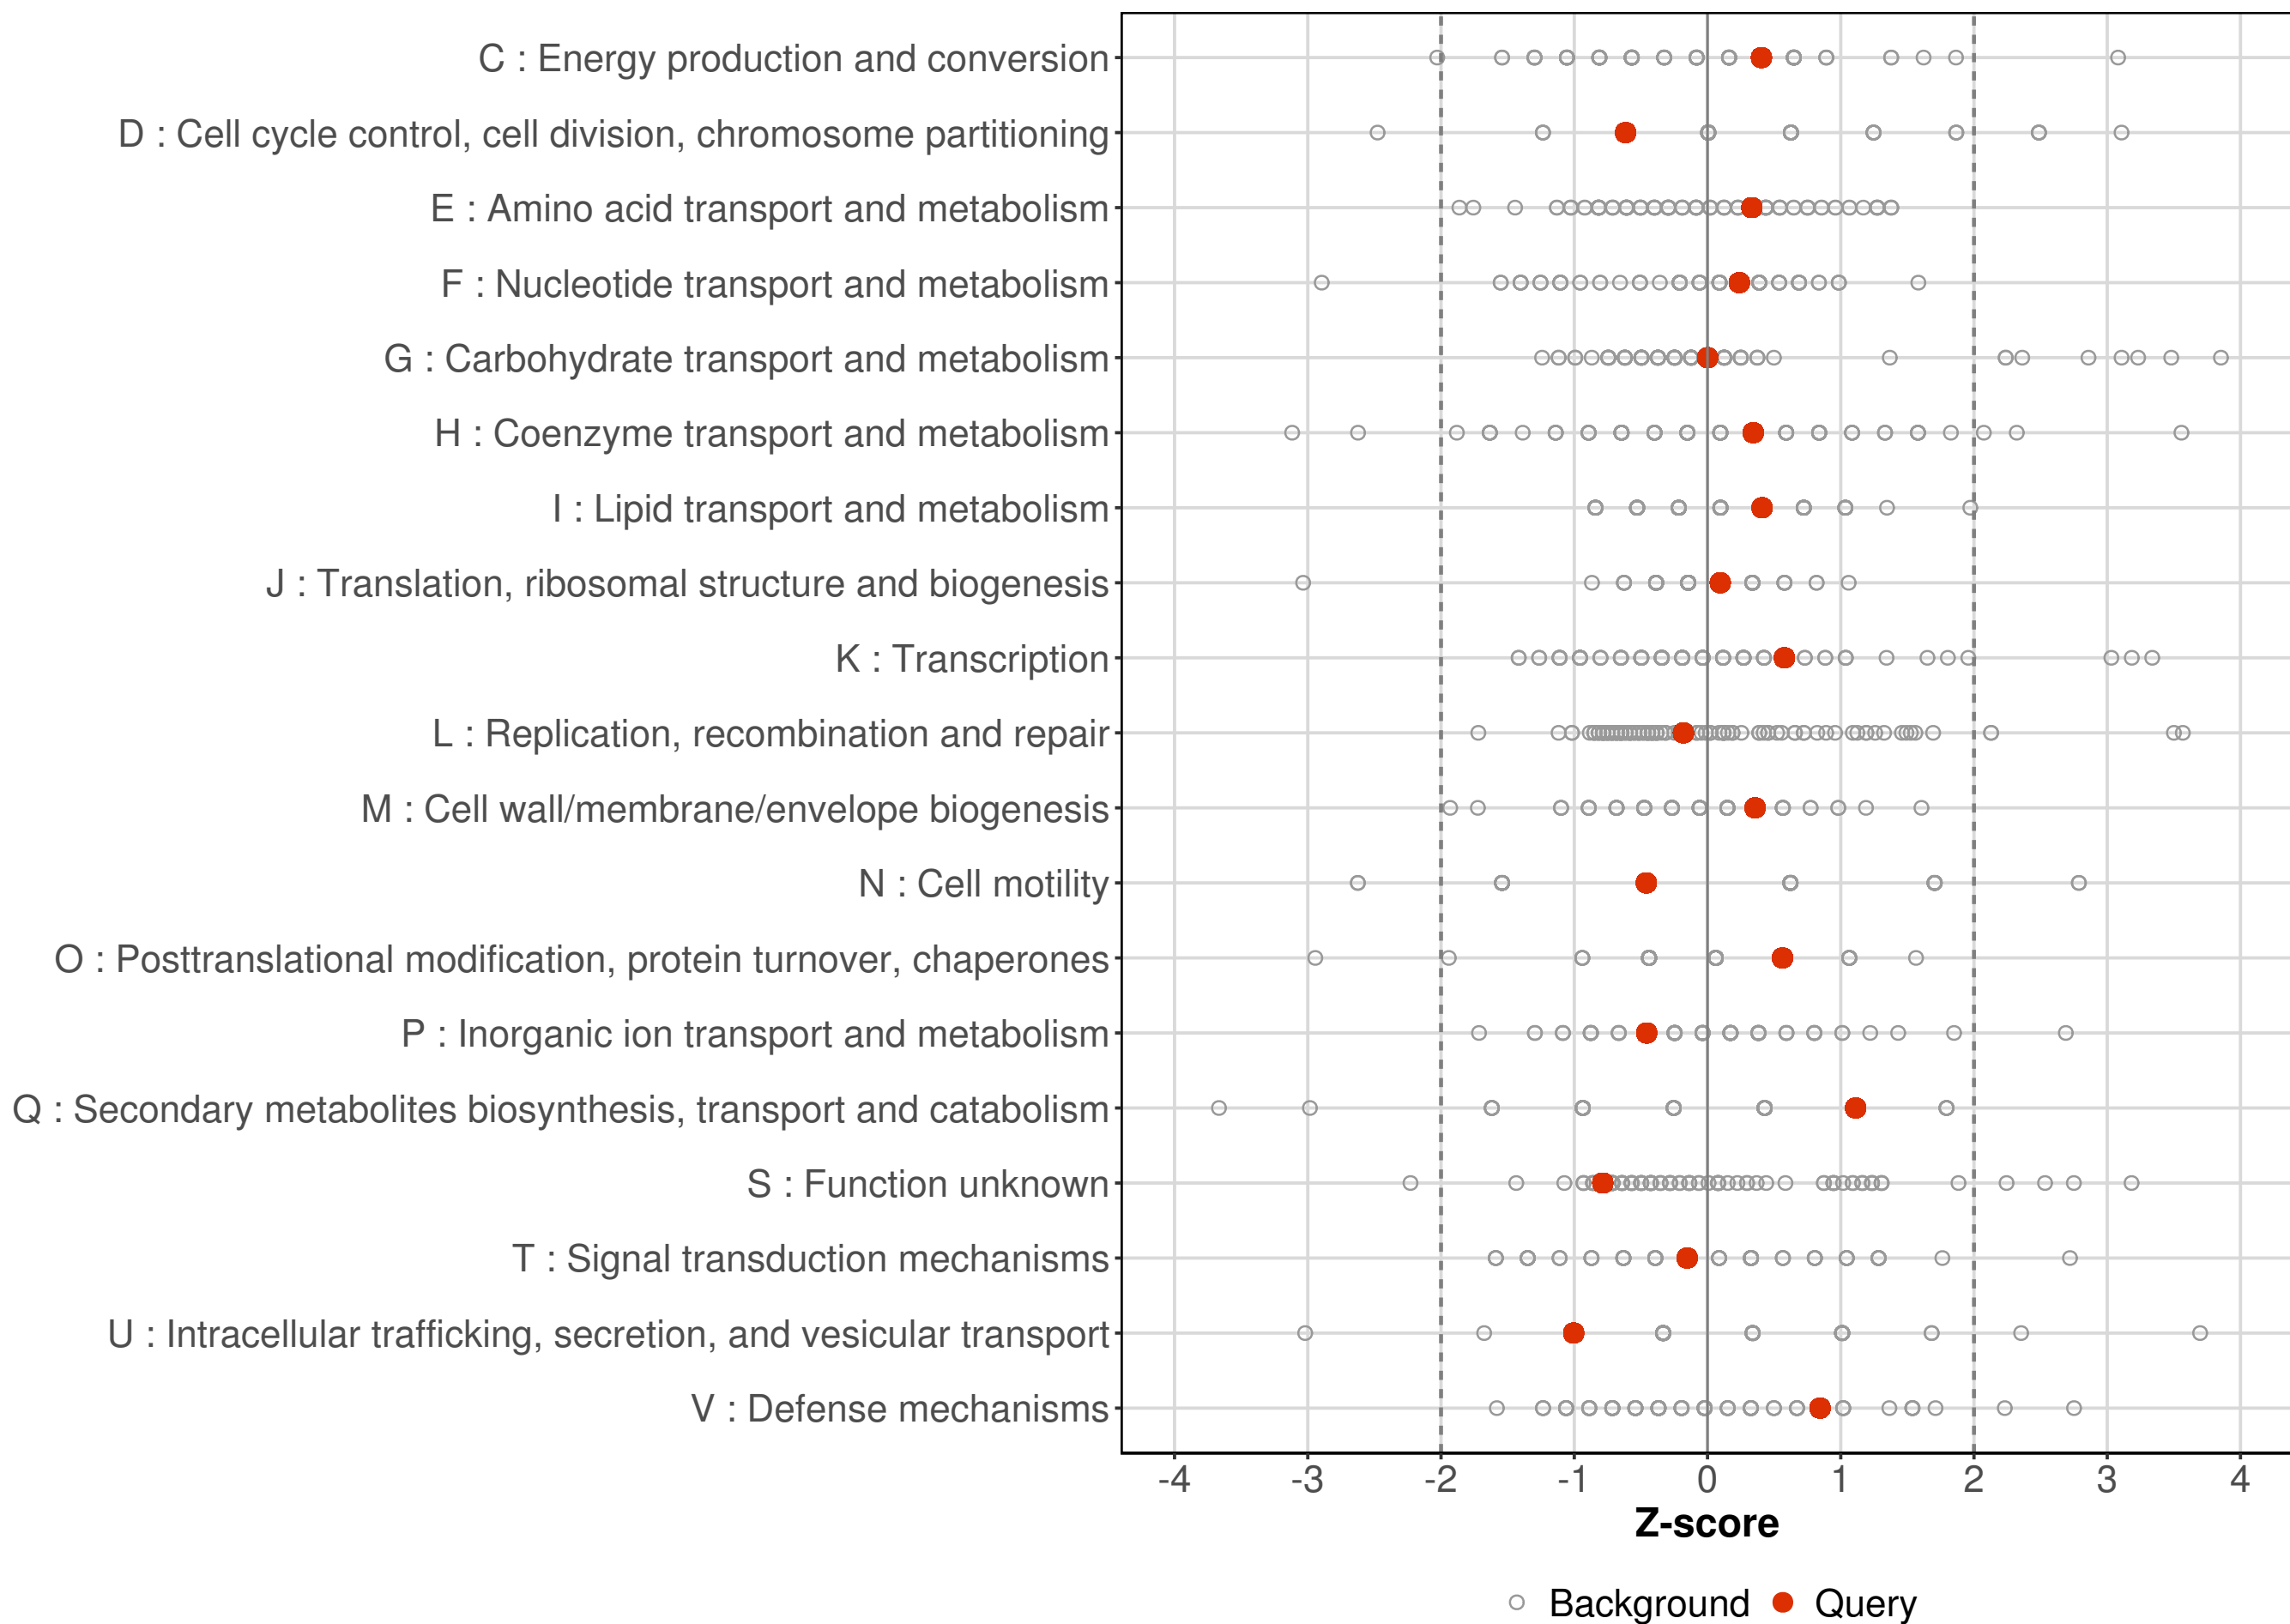 C : Energy production and conversion
D : Cell cycle control, cell division, chromosome partitioning
E : Amino acid transport and metabolism
F : Nucleotide transport and metabolism
G : Carbohydrate transport and metabolism
H : Coenzyme transport and metabolism
I : Lipid transport and metabolism
J : Translation, ribosomal structure and biogenesis
K : Transcription
L : Replication, recombination and repair
M : Cell wall/membrane/envelope biogenesis
N : Cell motility
O : Posttranslational modification, protein turnover, chaperones
P : Inorganic ion transport and metabolism
Q : Secondary metabolites biosynthesis, transport and catabolism
S : Function unknown
T : Signal transduction mechanisms
U : Intracellular trafficking, secretion, and vesicular transport
V : Defense mechanisms
-4 -3 -2 -1 0 1 2 3 4
Z-score
Background Query